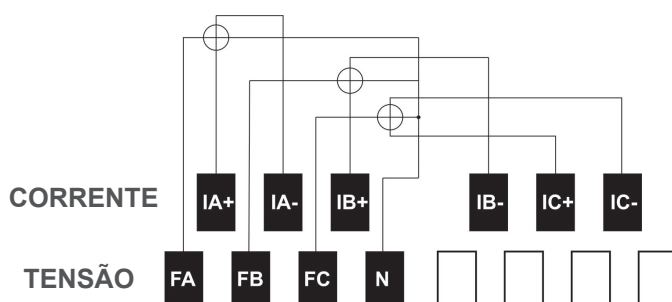 CORRENTE IA+ IA- IB+ IB- IC+ IC-
TENSÃO FA FB FC N